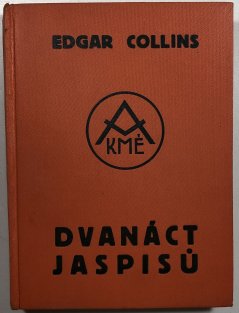 EDGAR COLLINS
KMĚ
DVANÁCT
JASPISŮ